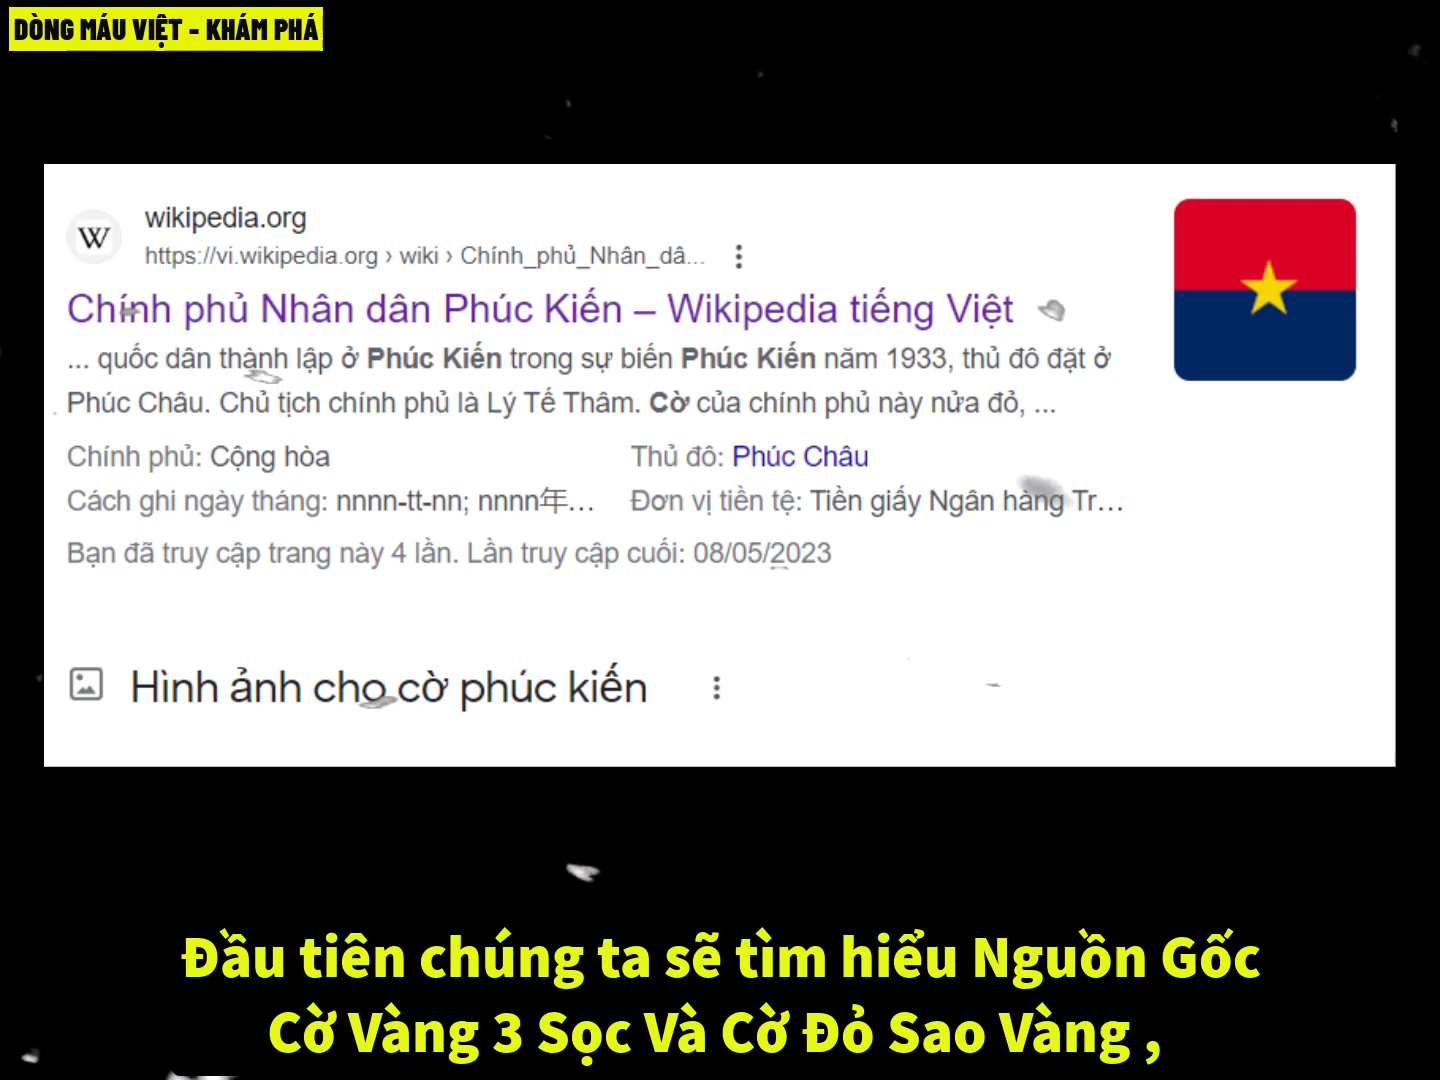 DÒNG MÁU VIỆT - KHÁM PHÁ
W
wikipedia.org
https://vi.wikipedia.org › wiki › Chính_phủ_Nhân_dâ...
Chính phủ Nhân dân Phúc Kiến – Wikipedia tiếng Việt
... quốc dân thành lập ở Phúc Kiến trong sự biến Phúc Kiến năm 1933, thủ đô đặt ở
Phúc Châu. Chủ tịch chính phủ là Lý Tế Thâm. Cờ của chính phủ này nửa đỏ, ...
Chính phủ: Cộng hòa
Thủ đô: Phúc Châu
Cách ghi ngày tháng: nnnn-tt-nn; nnnn年...
Đơn vị tiền tệ: Tiền giấy Ngân hàng Tr...
Bạn đã truy cập trang này 4 lần. Lần truy cập cuối: 08/05/2023
Hình ảnh cho cờ phúc kiến
Đầu tiên chúng ta sẽ tìm hiểu Nguồn Gốc
Cờ Vàng 3 Sọc Và Cờ Đỏ Sao Vàng ,